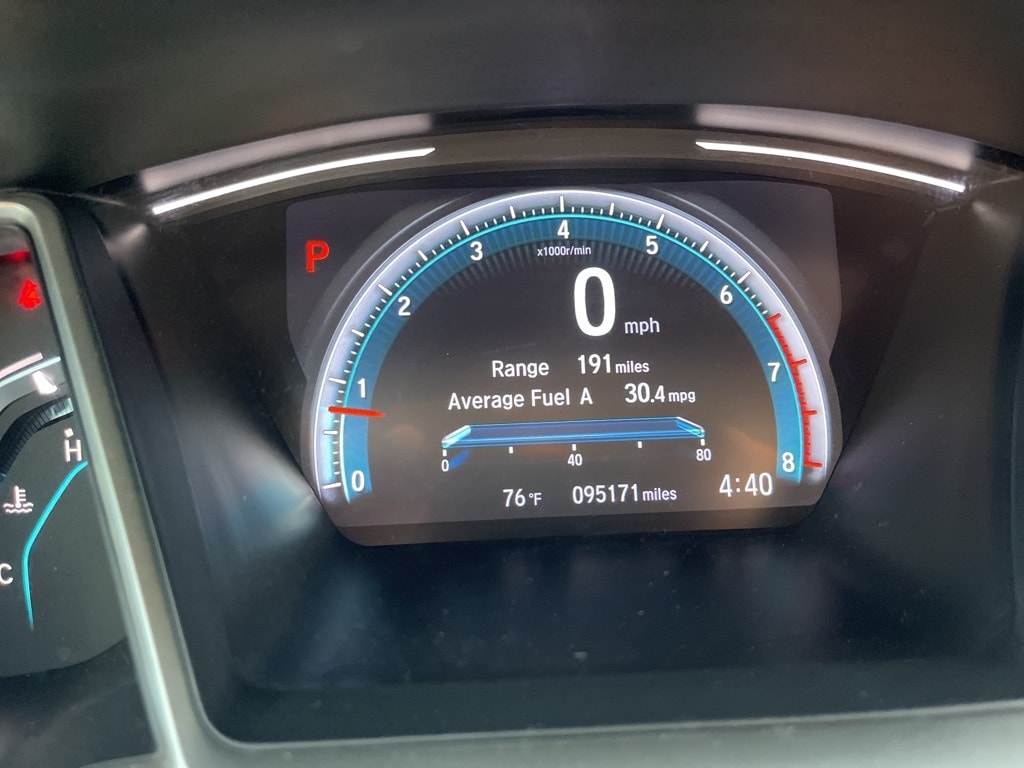 P
0
1
2
3
4
5
6
7
8
x1000r/min
0 mph
Range 191 miles
Average Fuel A 30.4 mpg
0 40 80
76 °F 095171 miles 4:40
H
C